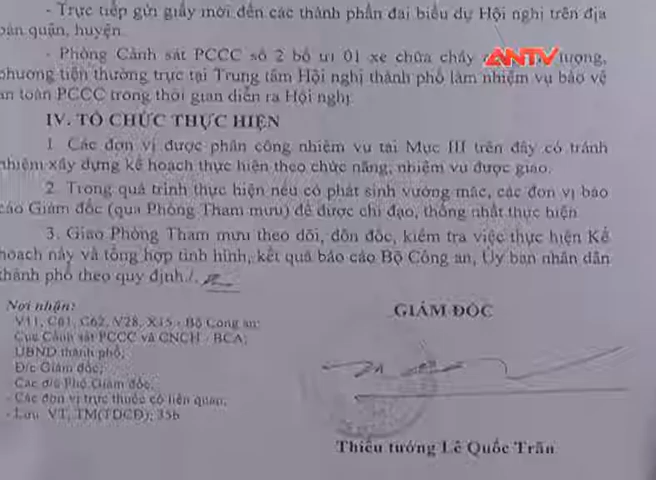 - Trực tiếp gửi giấy mời đến các thành phần đại biểu dự Hội nghị trên địa
bàn quận, huyện.
- Phòng Cảnh sát PCCC số 2 bố trí 01 xe chữa cháy ANTV lượng,
phương tiện thường trực tại Trung tâm Hội nghị thành phố làm nhiệm vụ bảo vệ
an toàn PCCC trong thời gian diễn ra Hội nghị.
IV. TỔ CHỨC THỰC HIỆN
1. Các đơn vị được phân công nhiệm vụ tại Mục III trên đây có trách
nhiệm xây dựng kế hoạch thực hiện theo chức năng, nhiệm vụ được giao.
2. Trong quá trình thực hiện nếu có phát sinh vướng mắc, các đơn vị báo
cáo Giám đốc (qua Phòng Tham mưu) để được chỉ đạo, thống nhất thực hiện.
3. Giao Phòng Tham mưu theo dõi, đôn đốc, kiểm tra việc thực hiện Kế
hoạch này và tổng hợp tình hình, kết quả báo cáo Bộ Công an, Ủy ban nhân dân
thành phố theo quy định./.
Nơi nhận:
- V11, C61, C62, V28, X15 - Bộ Công an;
- Cục Cảnh sát PCCC và CNCH - BCA;
- UBND thành phố;
- Đ/c Giám đốc;
- Các đ/c Phó Giám đốc;
- Các đơn vị trực thuộc có liên quan;
- Lưu: VT, TM(TDCĐ); 35b
GIÁM ĐỐC
Thiếu tướng Lê Quốc Trân